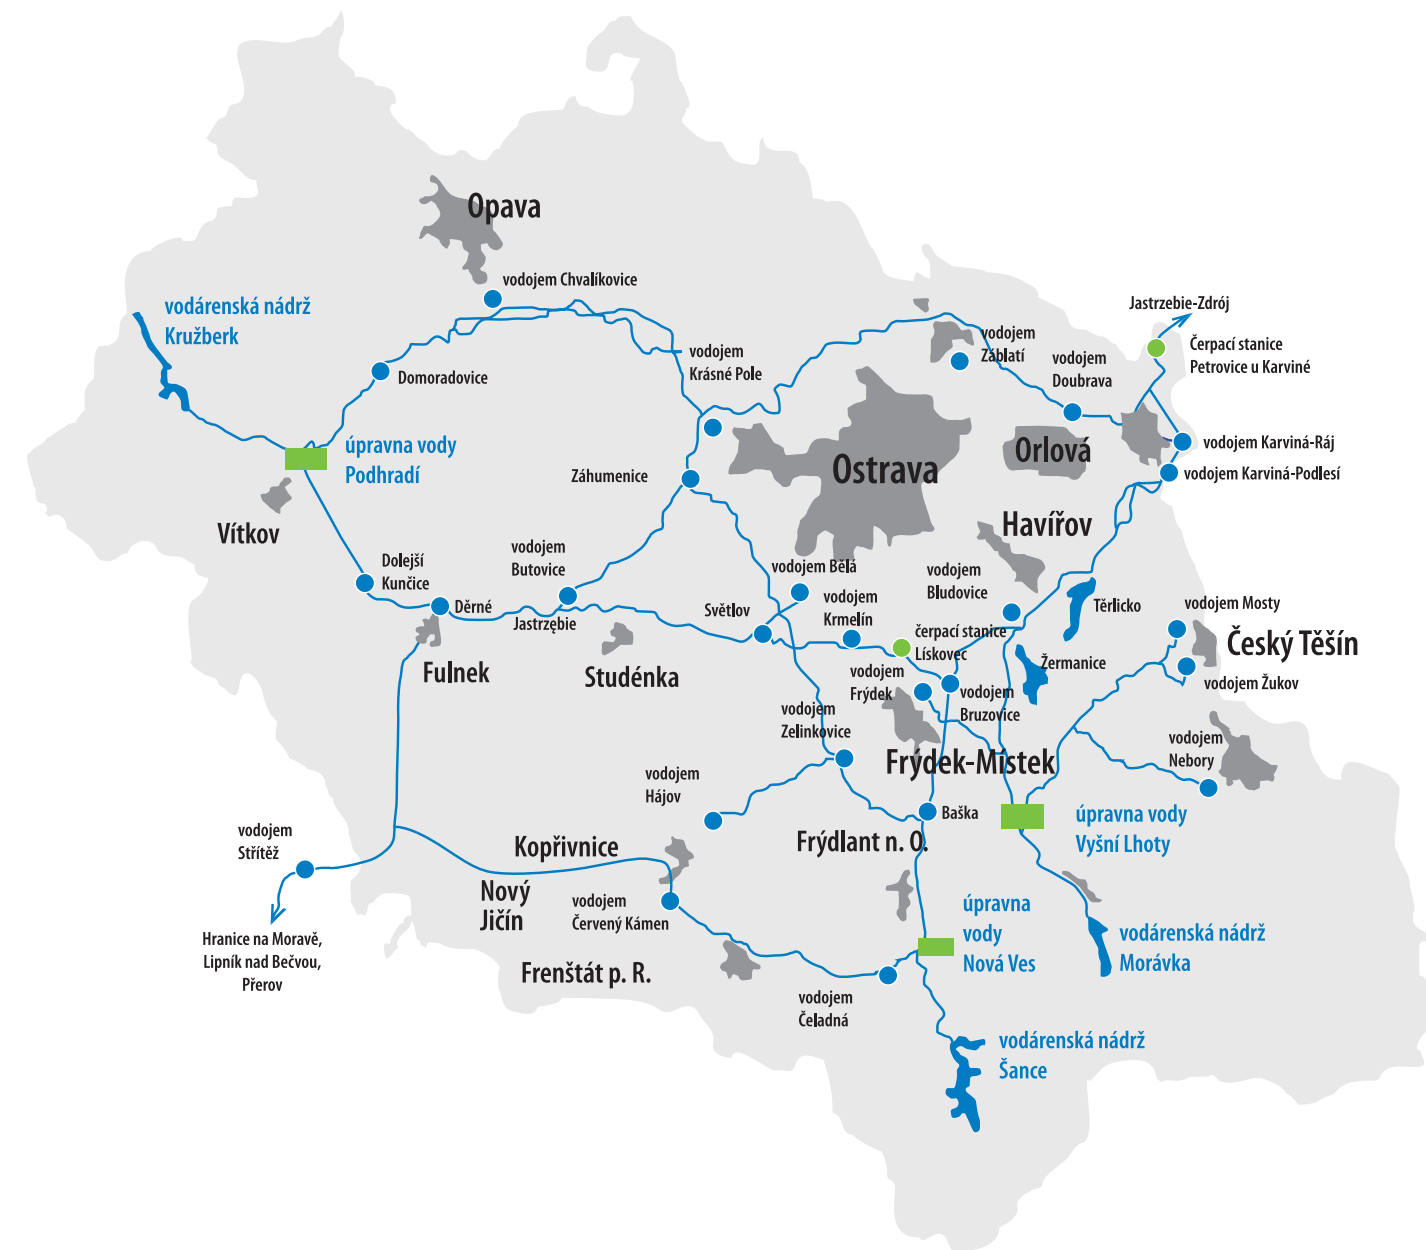 Opava
vodojem Chvalíkovice
vodárenská nádrž
Kružberk
Jastrzebie-Zdrój
Čerpací stanice
Petrovice u Karviné
vodojem
Záblatí
vodojem
Doubrava
vodojem
Krásné Pole
Domoradovice
úpravna vody
Podhradí
Orlová
vodojem Karviná-Ráj
vodojem Karviná-Podlesí
Ostrava
Záhumenice
Vítkov
Havířov
Dolejší
Kunčice
vodojem
Butovice
vodojem Bělá
vodojem
Bludovice
Děrné
Jastrzębie
Světlov
vodojem
Krmelín
Těrlicko
vodojem Mosty
čerpací stanice
Lískovec
Český Těšín
Fulnek
Studénka
Žermanice
vodojem
Frýdek
vodojem
Bruzovice
vodojem Žukov
vodojem
Zelinkovice
vodojem
Nebory
Frýdek-Místek
vodojem
Hájov
Baška
úpravna vody
Vyšní Lhoty
vodojem
Střítěž
Kopřivnice
Frýdlant n. O.
Nový
Jičín
vodojem
Červený Kámen
úpravna
vody
Nová Ves
vodárenská nádrž
Morávka
Hranice na Moravě,
Lipník nad Bečvou,
Přerov
Frenštát p. R.
vodojem
Čeladná
vodárenská nádrž
Šance